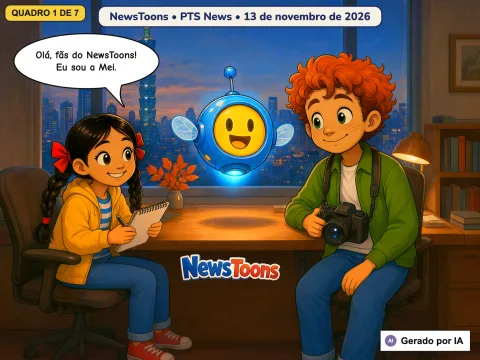 QUADRO 1 DE 7
NewsToons • PTS News • 13 de novembro de 2026
Olá, fãs do NewsToons!
Eu sou a Mei.
NewsToons
AI Gerado por IA